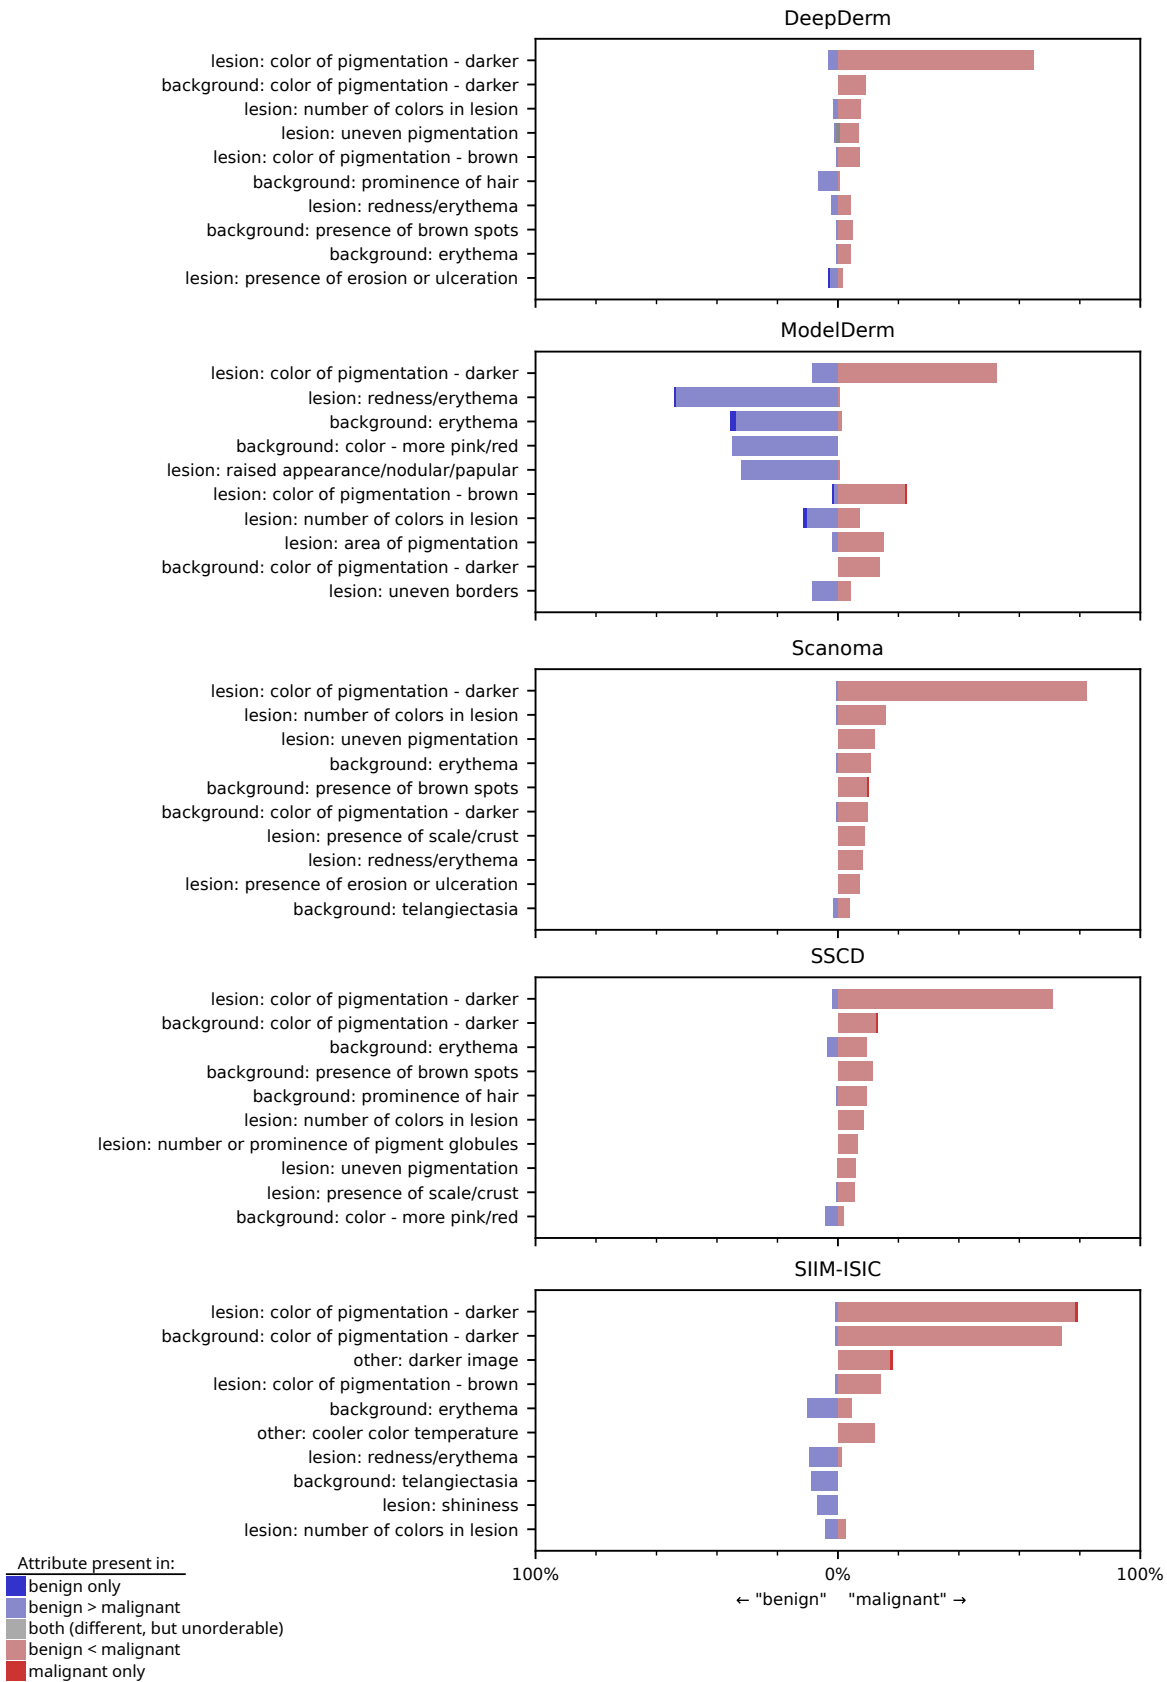 DeepDerm
lesion: color of pigmentation - darker
background: color of pigmentation - darker
lesion: number of colors in lesion
lesion: uneven pigmentation
lesion: color of pigmentation - brown
background: prominence of hair
lesion: redness/erythema
background: presence of brown spots
background: erythema
lesion: presence of erosion or ulceration
ModelDerm
lesion: color of pigmentation - darker
lesion: redness/erythema
background: erythema
background: color - more pink/red
lesion: raised appearance/nodular/papular
lesion: color of pigmentation - brown
lesion: number of colors in lesion
lesion: area of pigmentation
background: color of pigmentation - darker
lesion: uneven borders
Scanoma
lesion: color of pigmentation - darker
lesion: number of colors in lesion
lesion: uneven pigmentation
background: erythema
background: presence of brown spots
background: color of pigmentation - darker
lesion: presence of scale/crust
lesion: redness/erythema
lesion: presence of erosion or ulceration
background: telangiectasia
SSCD
lesion: color of pigmentation - darker
background: color of pigmentation - darker
background: erythema
background: presence of brown spots
background: prominence of hair
lesion: number of colors in lesion
lesion: number or prominence of pigment globules
lesion: uneven pigmentation
lesion: presence of scale/crust
background: color - more pink/red
SIIM-ISIC
lesion: color of pigmentation - darker
background: color of pigmentation - darker
other: darker image
lesion: color of pigmentation - brown
background: erythema
other: cooler color temperature
lesion: redness/erythema
background: telangiectasia
lesion: shininess
lesion: number of colors in lesion
100% 0% 100%
← "benign" "malignant" →
Attribute present in:
benign only
benign > malignant
both (different, but unorderable)
benign < malignant
malignant only